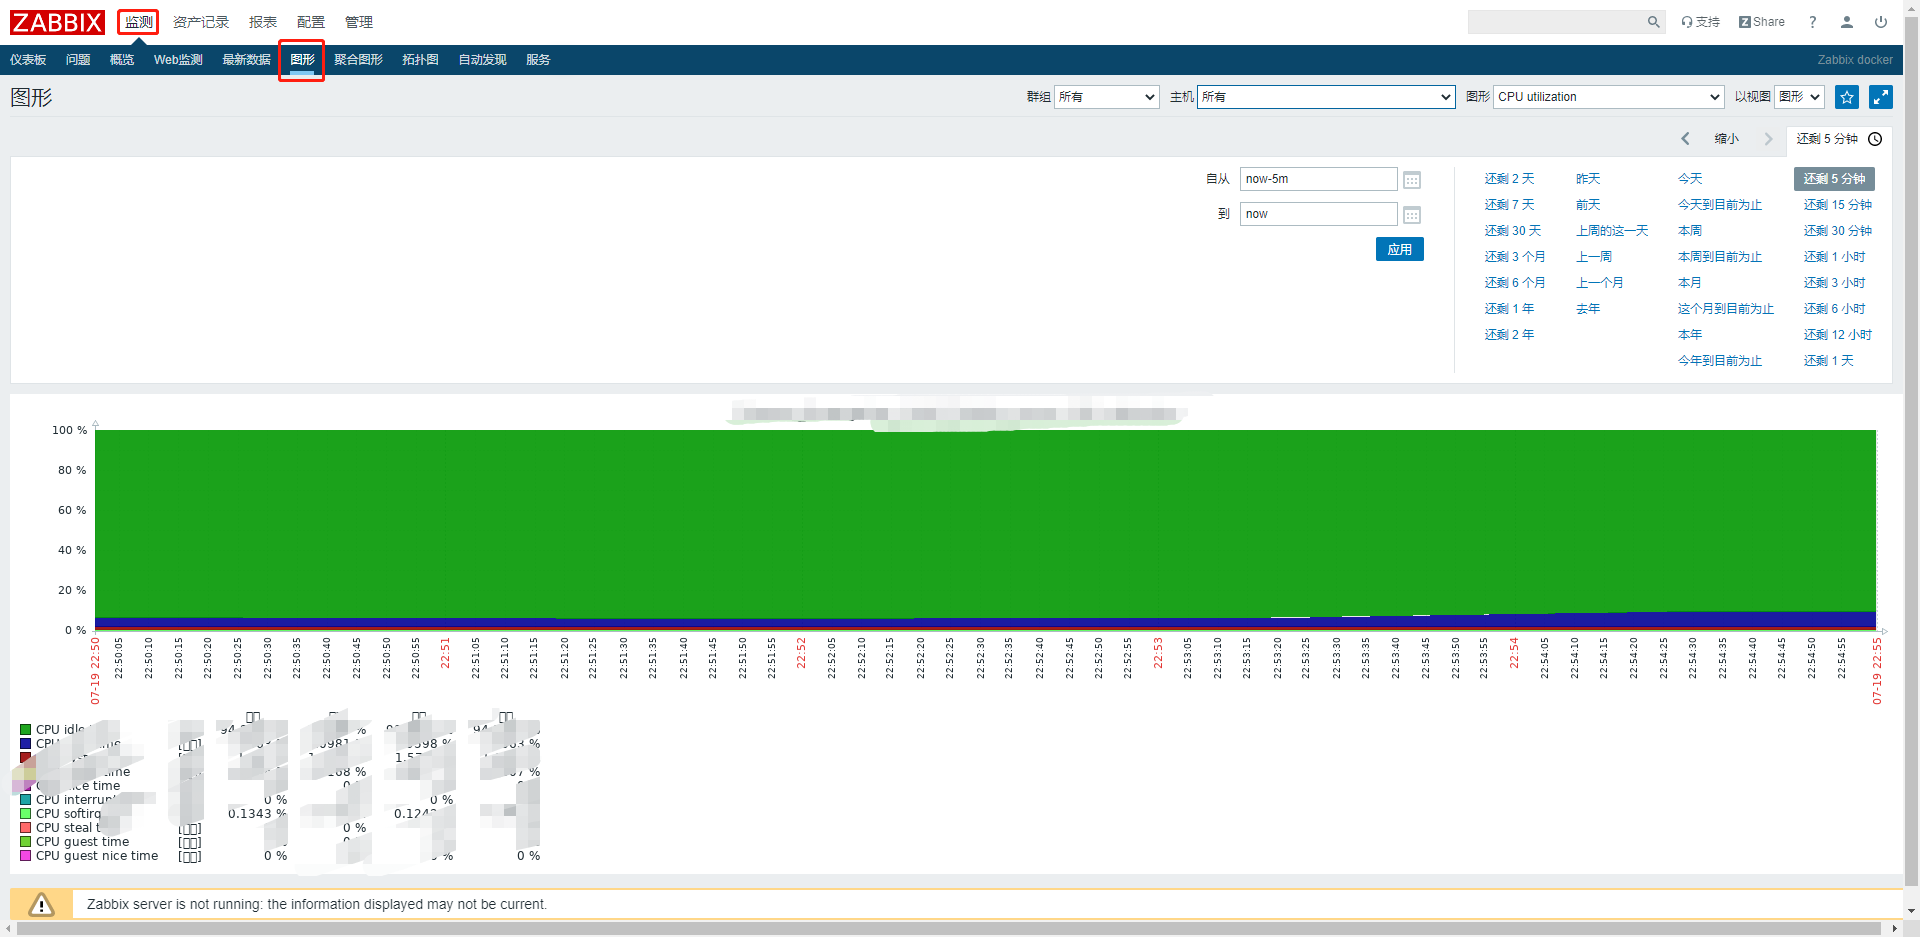 ZABBIX 监测 资产记录 报表 配置 管理 支持 Z Share ?
仪表板 问题 概览 Web监测 最新数据 图形 聚合图形 拓扑图 自动发现 服务 Zabbix docker
图形 群组 所有 主机 所有 图形 CPU utilization 以视图 图形
缩小 还剩 5 分钟
自从 now-5m
到 now
应用
还剩 2 天 昨天 今天 还剩 5 分钟
还剩 7 天 前天 今天到目前为止 还剩 15 分钟
还剩 30 天 上周的这一天 本周 还剩 30 分钟
还剩 3 个月 上一周 本周到目前为止 还剩 1 小时
还剩 6 个月 上一个月 本月 还剩 3 小时
还剩 1 年 去年 这个月到目前为止 还剩 6 小时
还剩 2 年 本年 还剩 12 小时
今年到目前为止 还剩 1 天
100 %
80 %
60 %
40 %
20 %
0 %
07-19 22:50 22:50:05 22:50:10 22:50:15 22:50:20 22:50:25 22:50:30 22:50:35 22:50:40 22:50:45 22:50:50 22:50:55 22:51 22:51:05 22:51:10 22:51:15 22:51:20 22:51:25 22:51:30 22:51:35 22:51:40 22:51:45 22:51:50 22:51:55 22:52 22:52:05 22:52:10 22:52:15 22:52:20 22:52:25 22:52:30 22:52:35 22:52:40 22:52:45 22:52:50 22:52:55 22:53 22:53:05 22:53:10 22:53:15 22:53:20 22:53:25 22:53:30 22:53:35 22:53:40 22:53:45 22:53:50 22:53:55 22:54 22:54:05 22:54:10 22:54:15 22:54:20 22:54:25 22:54:30 22:54:35 22:54:40 22:54:45 22:54:50 22:54:55 07-19 22:55
CPU idle %
CPU %
time %
time
CPU 0 % 0 %
CPU 0.1343 %
CPU steal 0 %
CPU guest time
CPU guest nice time 0 % 0 %
Zabbix server is not running: the information displayed may not be current.